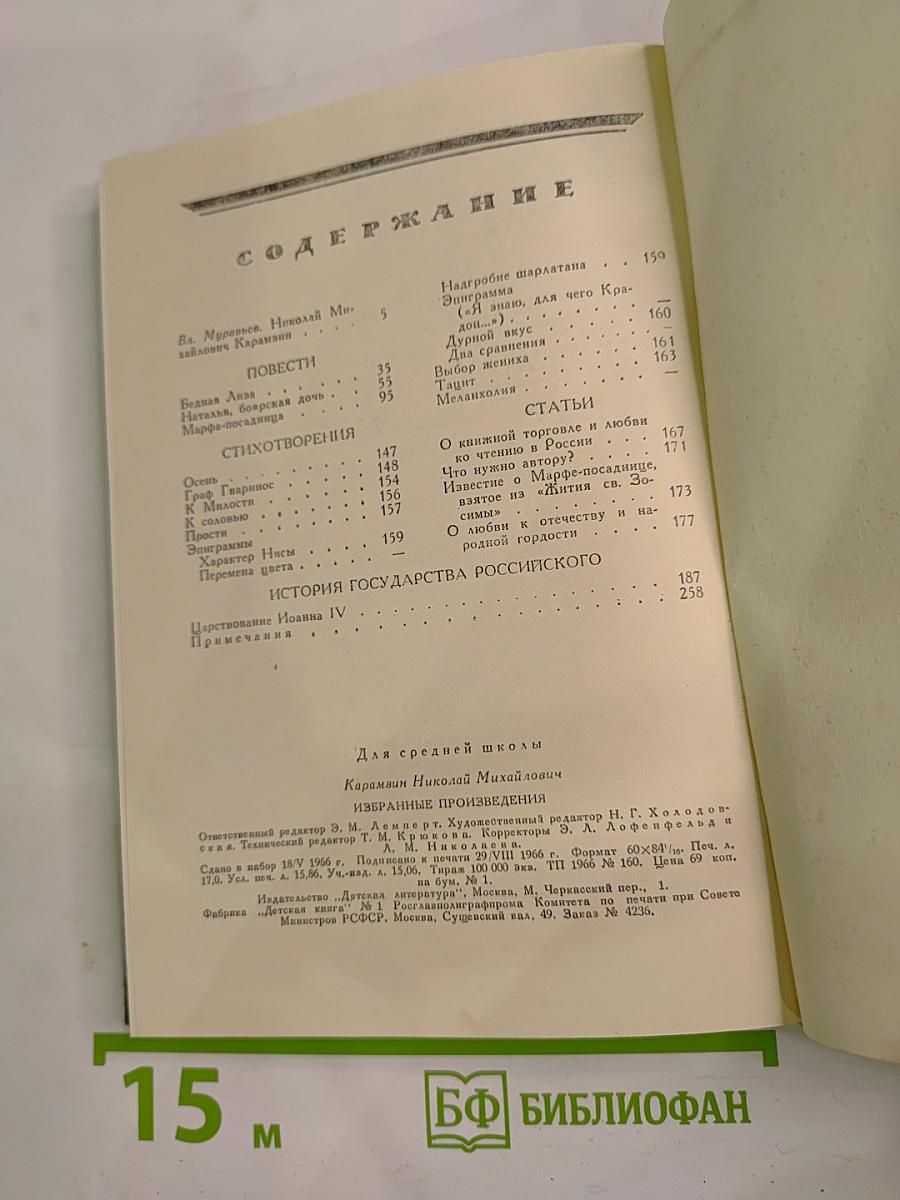 СОДЕРЖАНИЕ
Вл. Муравьев. Николай Ми-
хайлович Карамзин . . . . 5
ПОВЕСТИ
Бедная Лиза . . . . . . 35
Наталья, боярская дочь . . 55
Марфа-посадница . . . . 95
СТИХОТВОРЕНИЯ
Осень . . . . . . . . 147
Граф Гваринос . . . . . 148
К Милости . . . . . . 154
К соловью . . . . . . 156
Прости . . . . . . . 157
Эпиграммы
Характер Нисы . . . . 159
Перемена цвета . . . . . —
Надгробие шарлатана . . 159
Эпиграмма
(«Я знаю, для чего Кра-
дон...») . . . . . . . —
Дурной вкус . . . . . 160
Два сравнения . . . . . . —
Выбор жениха . . . . . 161
Тацит . . . . . . . . 163
Меланхолия . . . . . . . —
СТАТЬИ
О книжной торговле и любви
ко чтению в России . . . 167
Что нужно автору? . . . . 171
Известие о Марфе-посаднице,
взятое из «Жития св. Зо-
симы» . . . . . . . . 173
О любви к отечеству и на-
родной гордости . . . . 177
ИСТОРИЯ ГОСУДАРСТВА РОССИЙСКОГО
Царствование Иоанна IV . . . . . . . . . . . . . . 187
Примечания . . . . . . . . . . . . . . . 258
Для средней школы
Карамзин Николай Михайлович
ИЗБРАННЫЕ ПРОИЗВЕДЕНИЯ
Ответственный редактор Э. М. Лемперт. Художественный редактор Н. Г. Холодов-
ская. Технический редактор Т. М. Крюкова. Корректоры Э. Л. Лофенфельд и
Л. М. Николаева.
Сдано в набор 18/V 1966 г. Подписано к печати 29/VIII 1966 г. Формат 60×84¹/₁₆. Печ. л.
17,0. Усл. печ. л. 15,86. Уч.-изд. л. 15,06. Тираж 100 000 экз. ТП 1966 № 160. Цена 69 коп.
на бум. № 1.
Издательство „Детская литература". Москва, М. Черкасский пер., 1.
Фабрика „Детская книга" № 1 Росглавполиграфпрома Комитета по печати при Совете
Министров РСФСР. Москва, Сущевский вал, 49. Заказ № 4236.
15 м
БФ БИБЛИОФАН